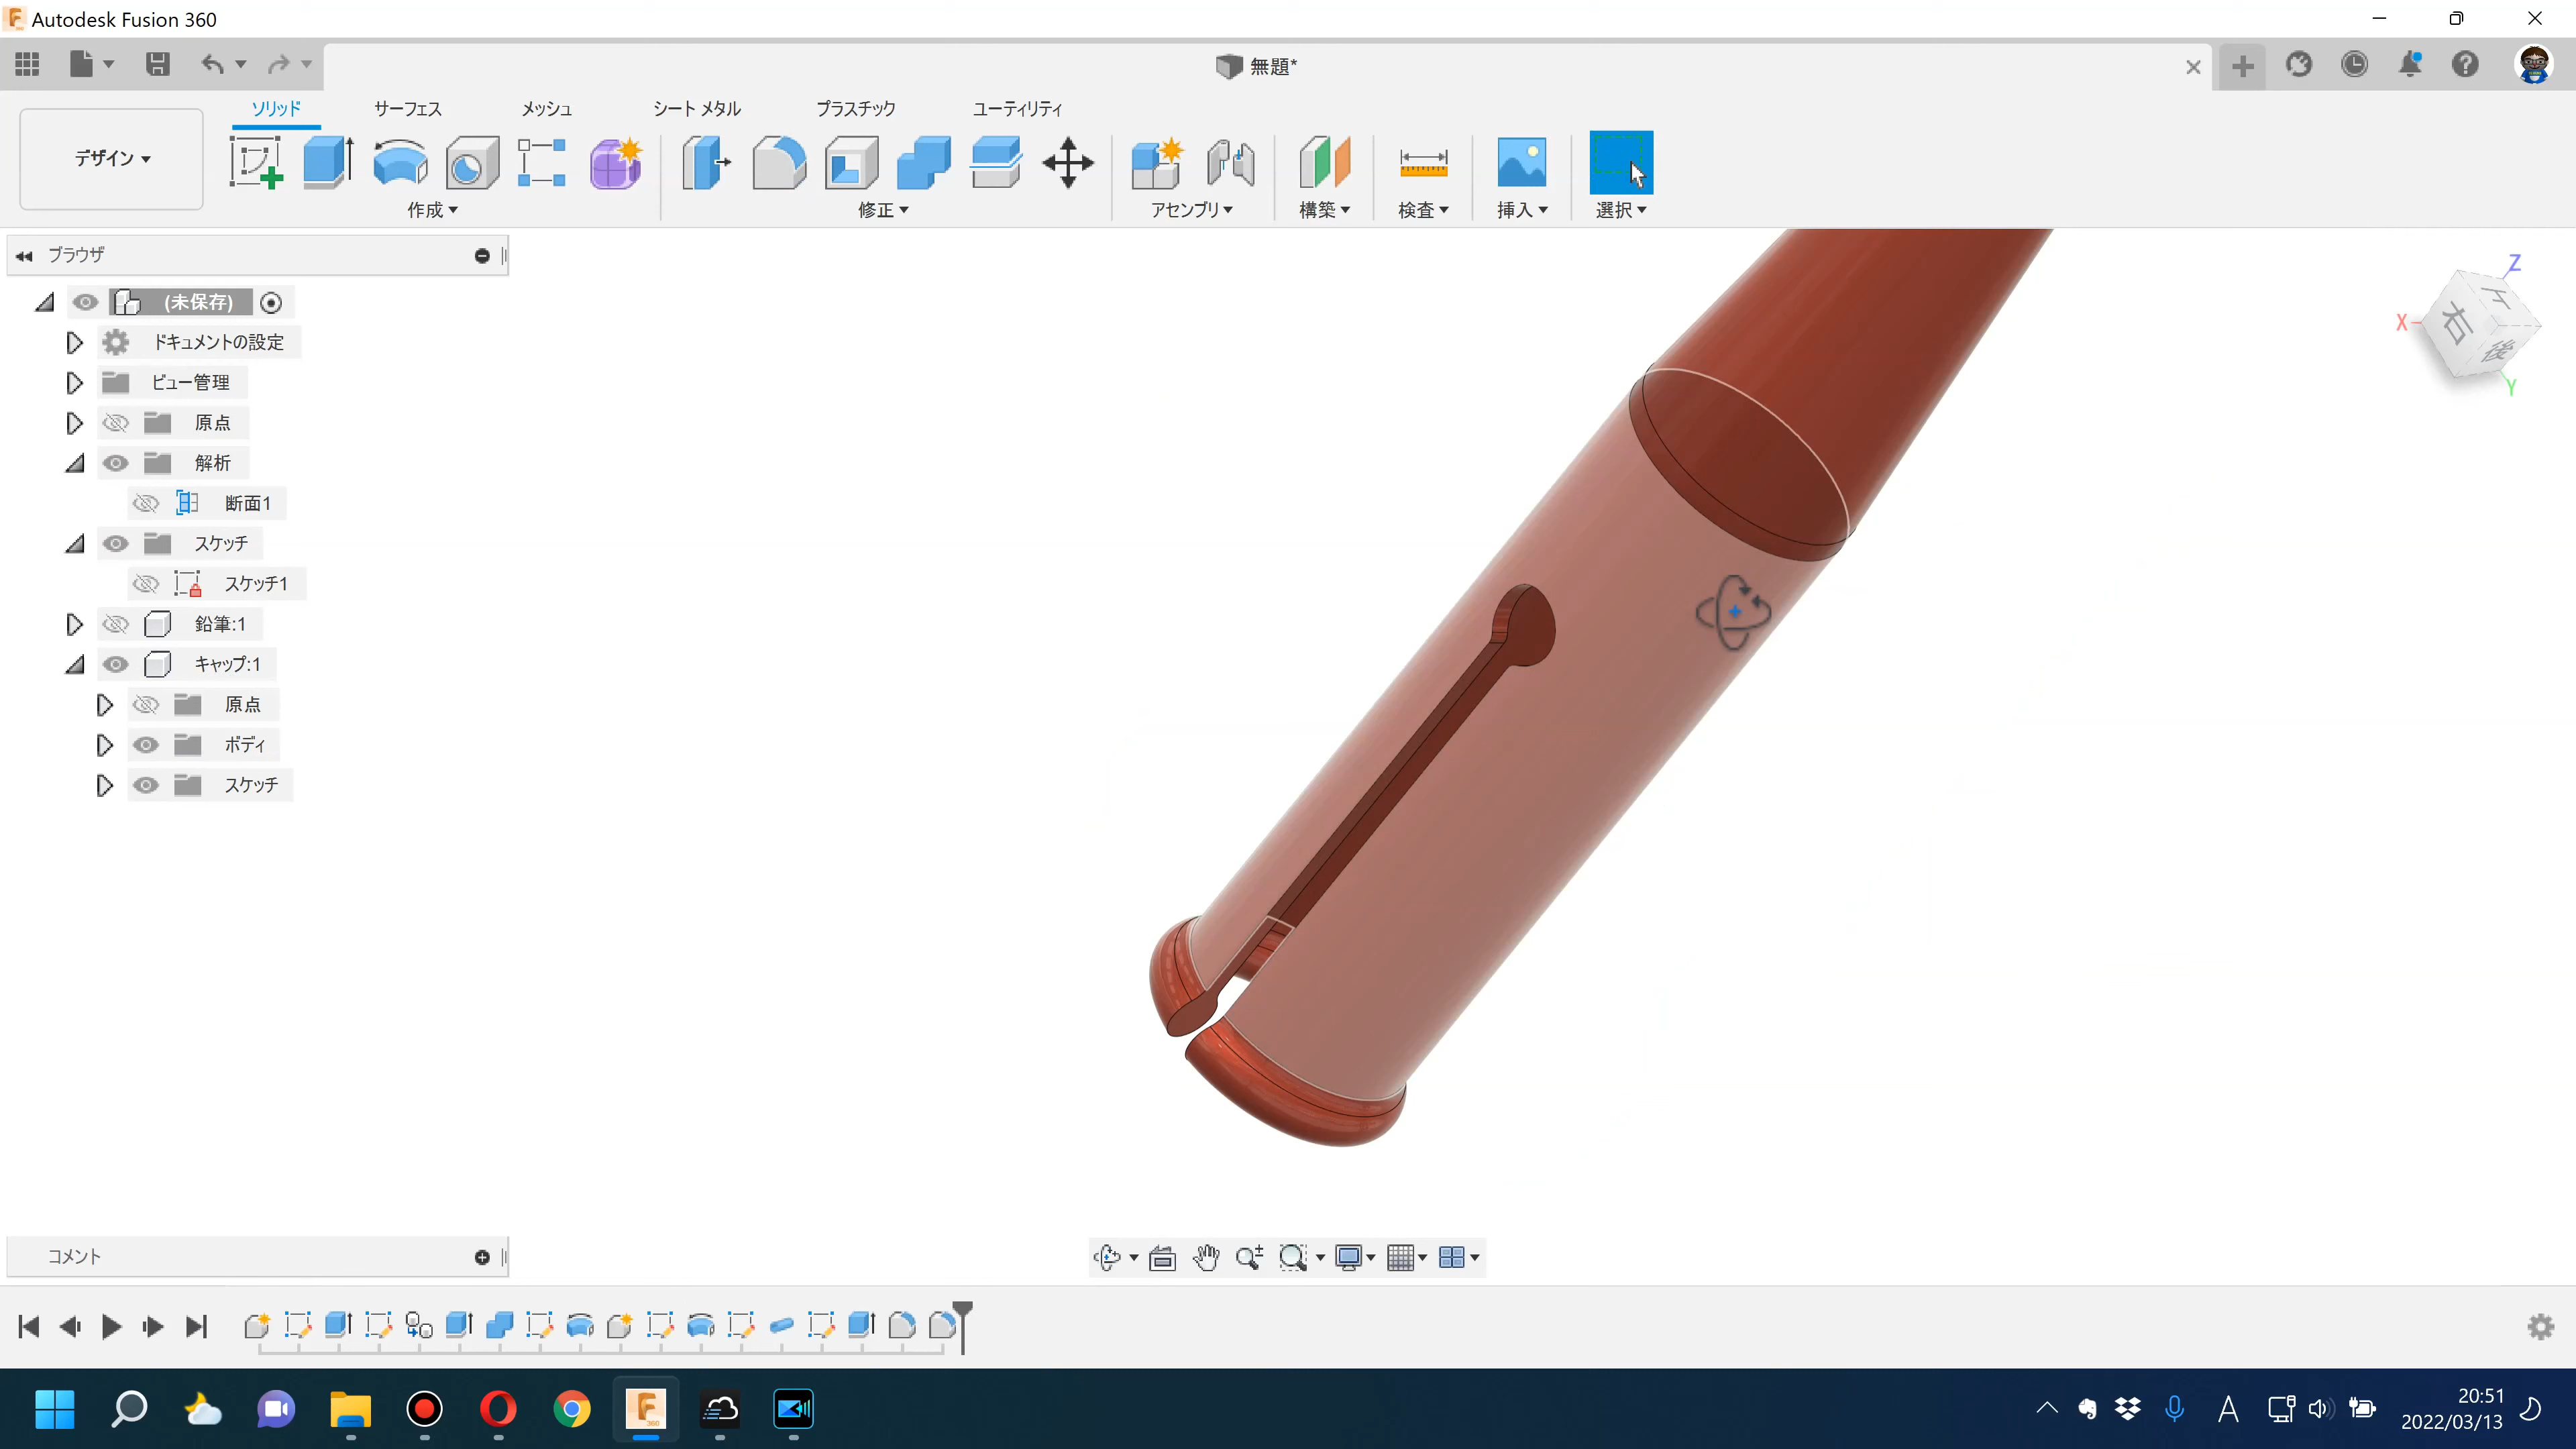 Autodesk Fusion 360
無題*
ソリッド サーフェス メッシュ シート メタル プラスチック ユーティリティ
デザイン
作成 修正 アセンブリ 構築 検査 挿入 選択
ブラウザ
(未保存)
ドキュメントの設定
ビュー管理
原点
解析
断面1
スケッチ
スケッチ1
鉛筆:1
キャップ:1
原点
ボディ
スケッチ
Z
X
Y
下
右
後
コメント
360
A
20:51
2022/03/13